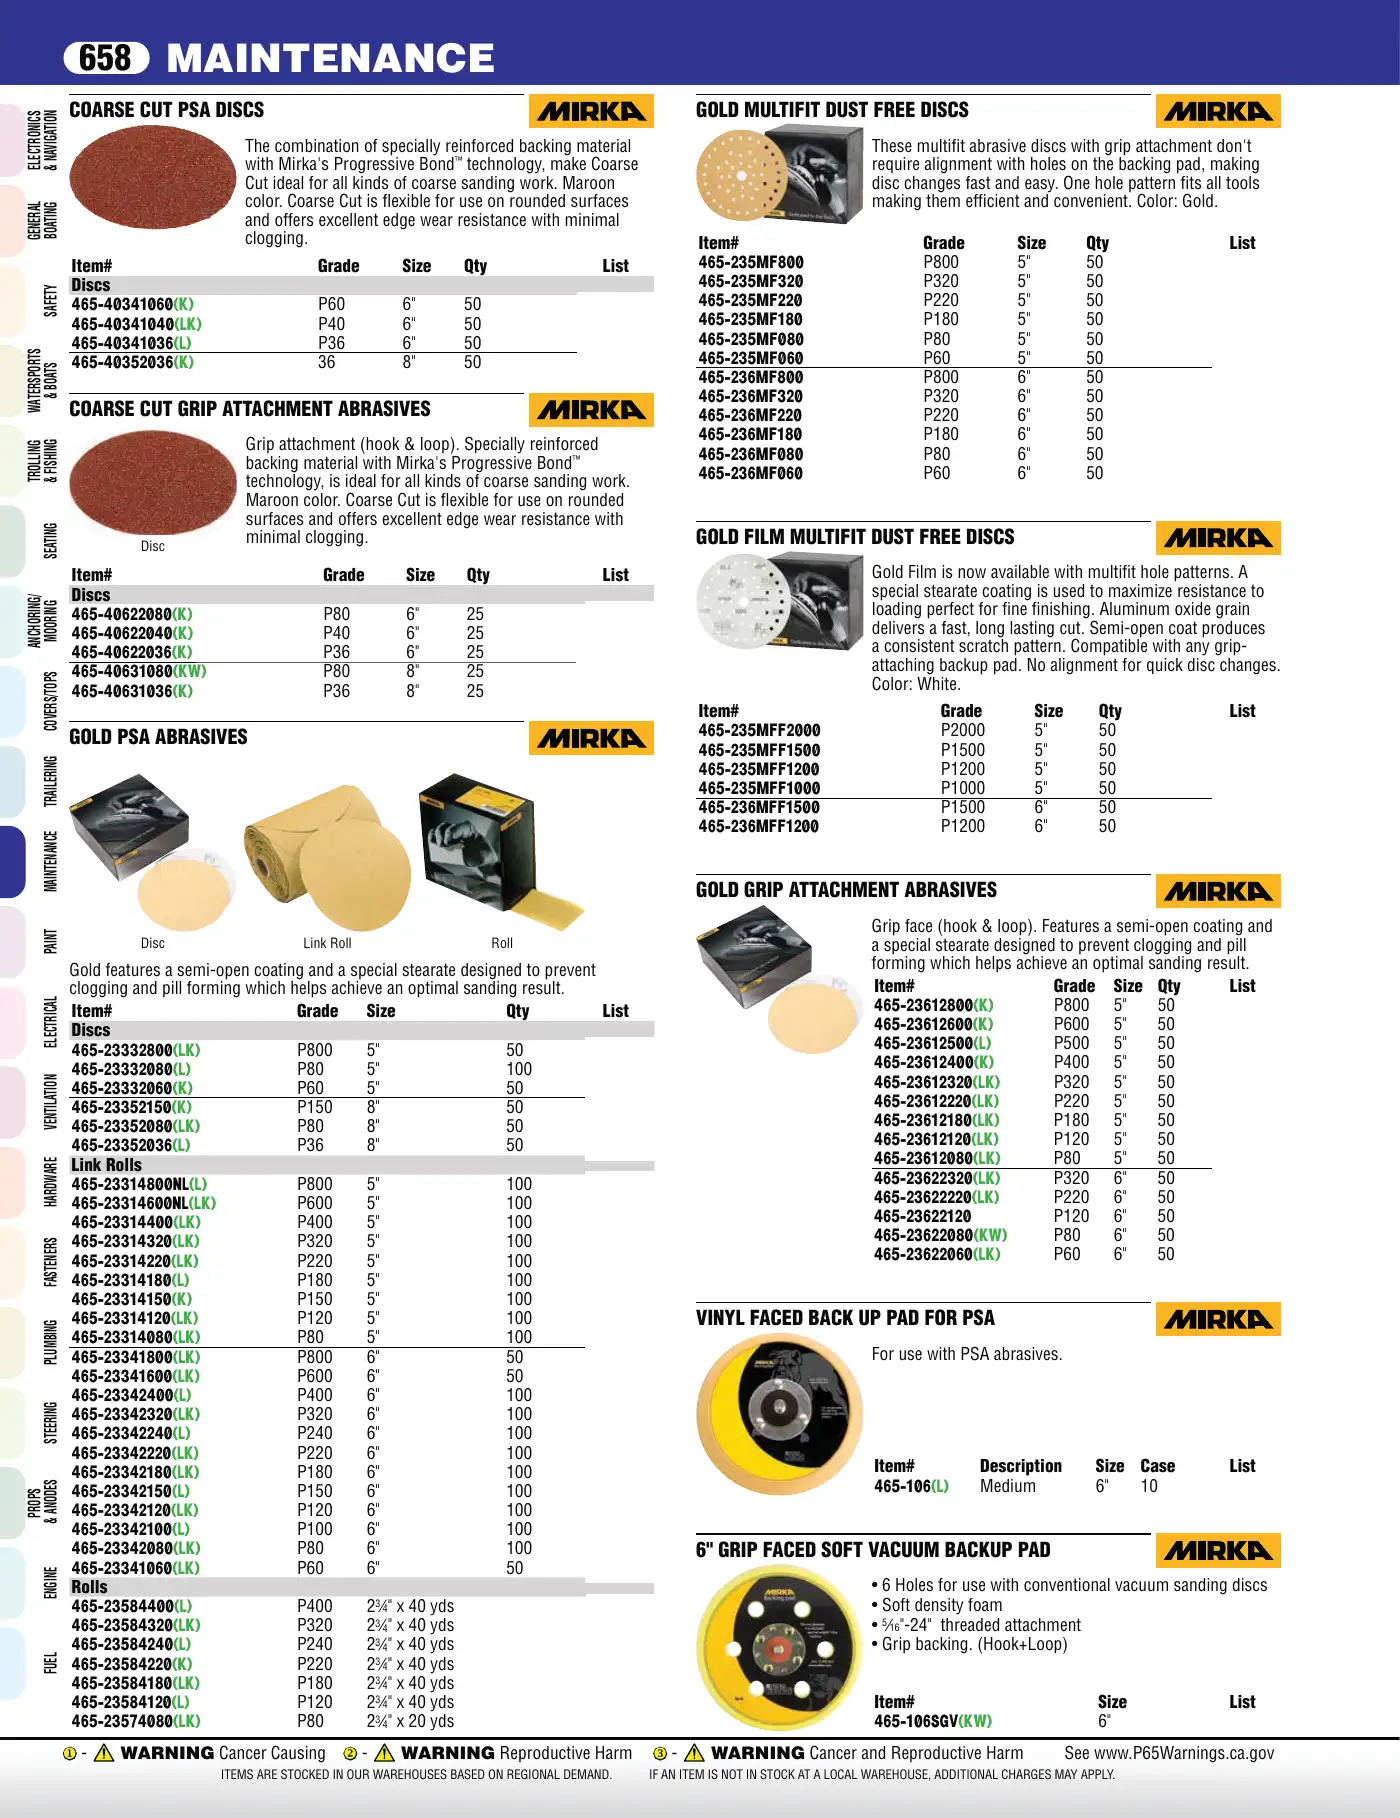 658 MAINTENANCE
ELECTRONICS
& NAVIGATION
GENERAL
BOATING
SAFETY
WATERSPORTS
& BOATS
TROLLING
& FISHING
SEATING
ANCHORING/
MOORING
COVERS/TOPS
TRAILERING
MAINTENANCE
PAINT
ELECTRICAL
VENTILATION
HARDWARE
FASTENERS
PLUMBING
STEERING
PROPS
& ANODES
ENGINE
FUEL
COARSE CUT PSA DISCS
MIRKA
The combination of specially reinforced backing material
with Mirka's Progressive Bond™ technology, make Coarse
Cut ideal for all kinds of coarse sanding work. Maroon
color. Coarse Cut is flexible for use on rounded surfaces
and offers excellent edge wear resistance with minimal
clogging.
Item# Grade Size Qty List
Discs
465-40341060(K) P60 6" 50
465-40341040(LK) P40 6" 50
465-40341036(L) P36 6" 50
465-40352036(K) 36 8" 50
COARSE CUT GRIP ATTACHMENT ABRASIVES
MIRKA
Grip attachment (hook & loop). Specially reinforced
backing material with Mirka's Progressive Bond™
technology, is ideal for all kinds of coarse sanding work.
Maroon color. Coarse Cut is flexible for use on rounded
surfaces and offers excellent edge wear resistance with
minimal clogging.
Disc
Item# Grade Size Qty List
Discs
465-40622080(K) P80 6" 25
465-40622040(K) P40 6" 25
465-40622036(K) P36 6" 25
465-40631080(KW) P80 8" 25
465-40631036(K) P36 8" 25
GOLD PSA ABRASIVES
MIRKA
Disc Link Roll Roll
Gold features a semi-open coating and a special stearate designed to prevent
clogging and pill forming which helps achieve an optimal sanding result.
Item# Grade Size Qty List
Discs
465-23332800(LK) P800 5" 50
465-23332080(L) P80 5" 100
465-23332060(K) P60 5" 50
465-23352150(K) P150 8" 50
465-23352080(LK) P80 8" 50
465-23352036(L) P36 8" 50
Link Rolls
465-23314800NL(L) P800 5" 100
465-23314600NL(LK) P600 5" 100
465-23314400(LK) P400 5" 100
465-23314320(LK) P320 5" 100
465-23314220(LK) P220 5" 100
465-23314180(L) P180 5" 100
465-23314150(K) P150 5" 100
465-23314120(LK) P120 5" 100
465-23314080(LK) P80 5" 100
465-23341800(LK) P800 6" 50
465-23341600(LK) P600 6" 50
465-23342400(L) P400 6" 100
465-23342320(LK) P320 6" 100
465-23342240(L) P240 6" 100
465-23342220(LK) P220 6" 100
465-23342180(LK) P180 6" 100
465-23342150(L) P150 6" 100
465-23342120(LK) P120 6" 100
465-23342100(L) P100 6" 100
465-23342080(LK) P80 6" 100
465-23341060(LK) P60 6" 50
Rolls
465-23584400(L) P400 2¾" x 40 yds
465-23584320(LK) P320 2¾" x 40 yds
465-23584240(L) P240 2¾" x 40 yds
465-23584220(K) P220 2¾" x 40 yds
465-23584180(LK) P180 2¾" x 40 yds
465-23584120(L) P120 2¾" x 40 yds
465-23574080(LK) P80 2¾" x 20 yds
GOLD MULTIFIT DUST FREE DISCS
MIRKA
These multifit abrasive discs with grip attachment don't
require alignment with holes on the backing pad, making
disc changes fast and easy. One hole pattern fits all tools
making them efficient and convenient. Color: Gold.
Item# Grade Size Qty List
465-235MF800 P800 5" 50
465-235MF320 P320 5" 50
465-235MF220 P220 5" 50
465-235MF180 P180 5" 50
465-235MF080 P80 5" 50
465-235MF060 P60 5" 50
465-236MF800 P800 6" 50
465-236MF320 P320 6" 50
465-236MF220 P220 6" 50
465-236MF180 P180 6" 50
465-236MF080 P80 6" 50
465-236MF060 P60 6" 50
GOLD FILM MULTIFIT DUST FREE DISCS
MIRKA
Gold Film is now available with multifit hole patterns. A
special stearate coating is used to maximize resistance to
loading perfect for fine finishing. Aluminum oxide grain
delivers a fast, long lasting cut. Semi-open coat produces
a consistent scratch pattern. Compatible with any grip-
attaching backup pad. No alignment for quick disc changes.
Color: White.
Item# Grade Size Qty List
465-235MFF2000 P2000 5" 50
465-235MFF1500 P1500 5" 50
465-235MFF1200 P1200 5" 50
465-235MFF1000 P1000 5" 50
465-236MFF1500 P1500 6" 50
465-236MFF1200 P1200 6" 50
GOLD GRIP ATTACHMENT ABRASIVES
MIRKA
Grip face (hook & loop). Features a semi-open coating and
a special stearate designed to prevent clogging and pill
forming which helps achieve an optimal sanding result.
Item# Grade Size Qty List
465-23612800(K) P800 5" 50
465-23612600(K) P600 5" 50
465-23612500(L) P500 5" 50
465-23612400(K) P400 5" 50
465-23612320(LK) P320 5" 50
465-23612220(LK) P220 5" 50
465-23612180(LK) P180 5" 50
465-23612120(LK) P120 5" 50
465-23612080(LK) P80 5" 50
465-23622320(LK) P320 6" 50
465-23622220(LK) P220 6" 50
465-23622120 P120 6" 50
465-23622080(KW) P80 6" 50
465-23622060(LK) P60 6" 50
VINYL FACED BACK UP PAD FOR PSA
MIRKA
For use with PSA abrasives.
Item# Description Size Case List
465-106(L) Medium 6" 10
6" GRIP FACED SOFT VACUUM BACKUP PAD
MIRKA
• 6 Holes for use with conventional vacuum sanding discs
• Soft density foam
• 5⁄16"-24" threaded attachment
• Grip backing. (Hook+Loop)
Item# Size List
465-106SGV(KW) 6"
1 - WARNING Cancer Causing 2 - WARNING Reproductive Harm 3 - WARNING Cancer and Reproductive Harm See www.P65Warnings.ca.gov
ITEMS ARE STOCKED IN OUR WAREHOUSES BASED ON REGIONAL DEMAND. IF AN ITEM IS NOT IN STOCK AT A LOCAL WAREHOUSE, ADDITIONAL CHARGES MAY APPLY.